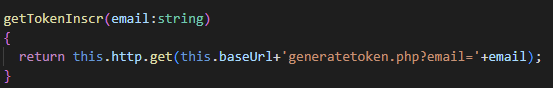 getTokenInscr(email:string)
{
return this.http.get(this.baseUrl+'generatetoken.php?email='+email);
}